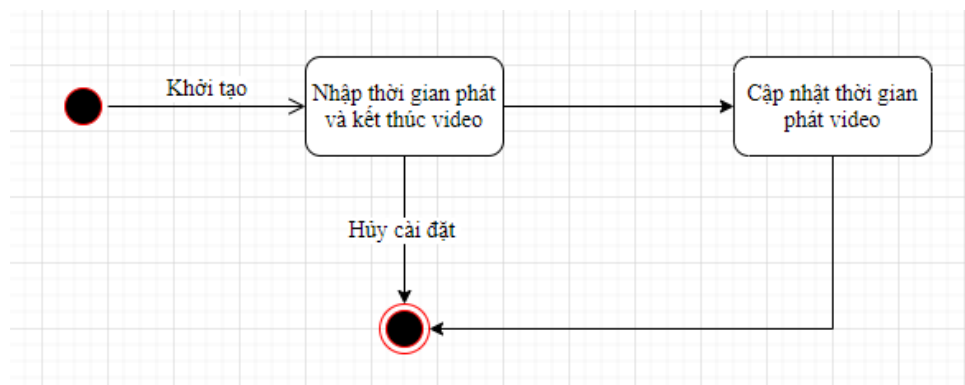 Khởi tạo
Nhập thời gian phát
và kết thúc video
Cập nhật thời gian
phát video
Hủy cài đặt